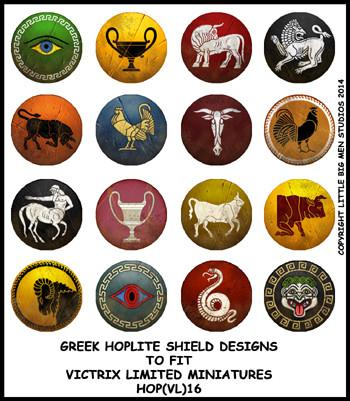 COPYRIGHT LITTLE BIG MEN STUDIOS 2014
GREEK HOPLITE SHIELD DESIGNS
TO FIT
VICTRIX LIMITED MINIATURES
HOP(VL)16